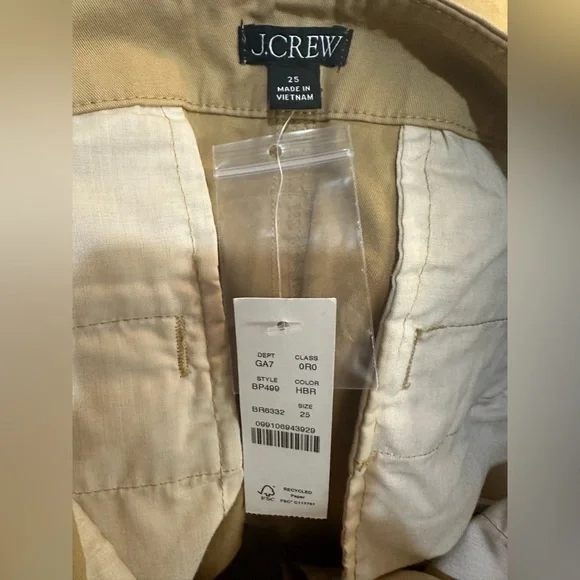 J.CREW
25
MADE IN
VIETNAM
DEPT CLASS
GA7 0R0
STYLE COLOR
BP499 HBR
SIZE
BR6332 25
099106943929
FSC
RECYCLED
Paper